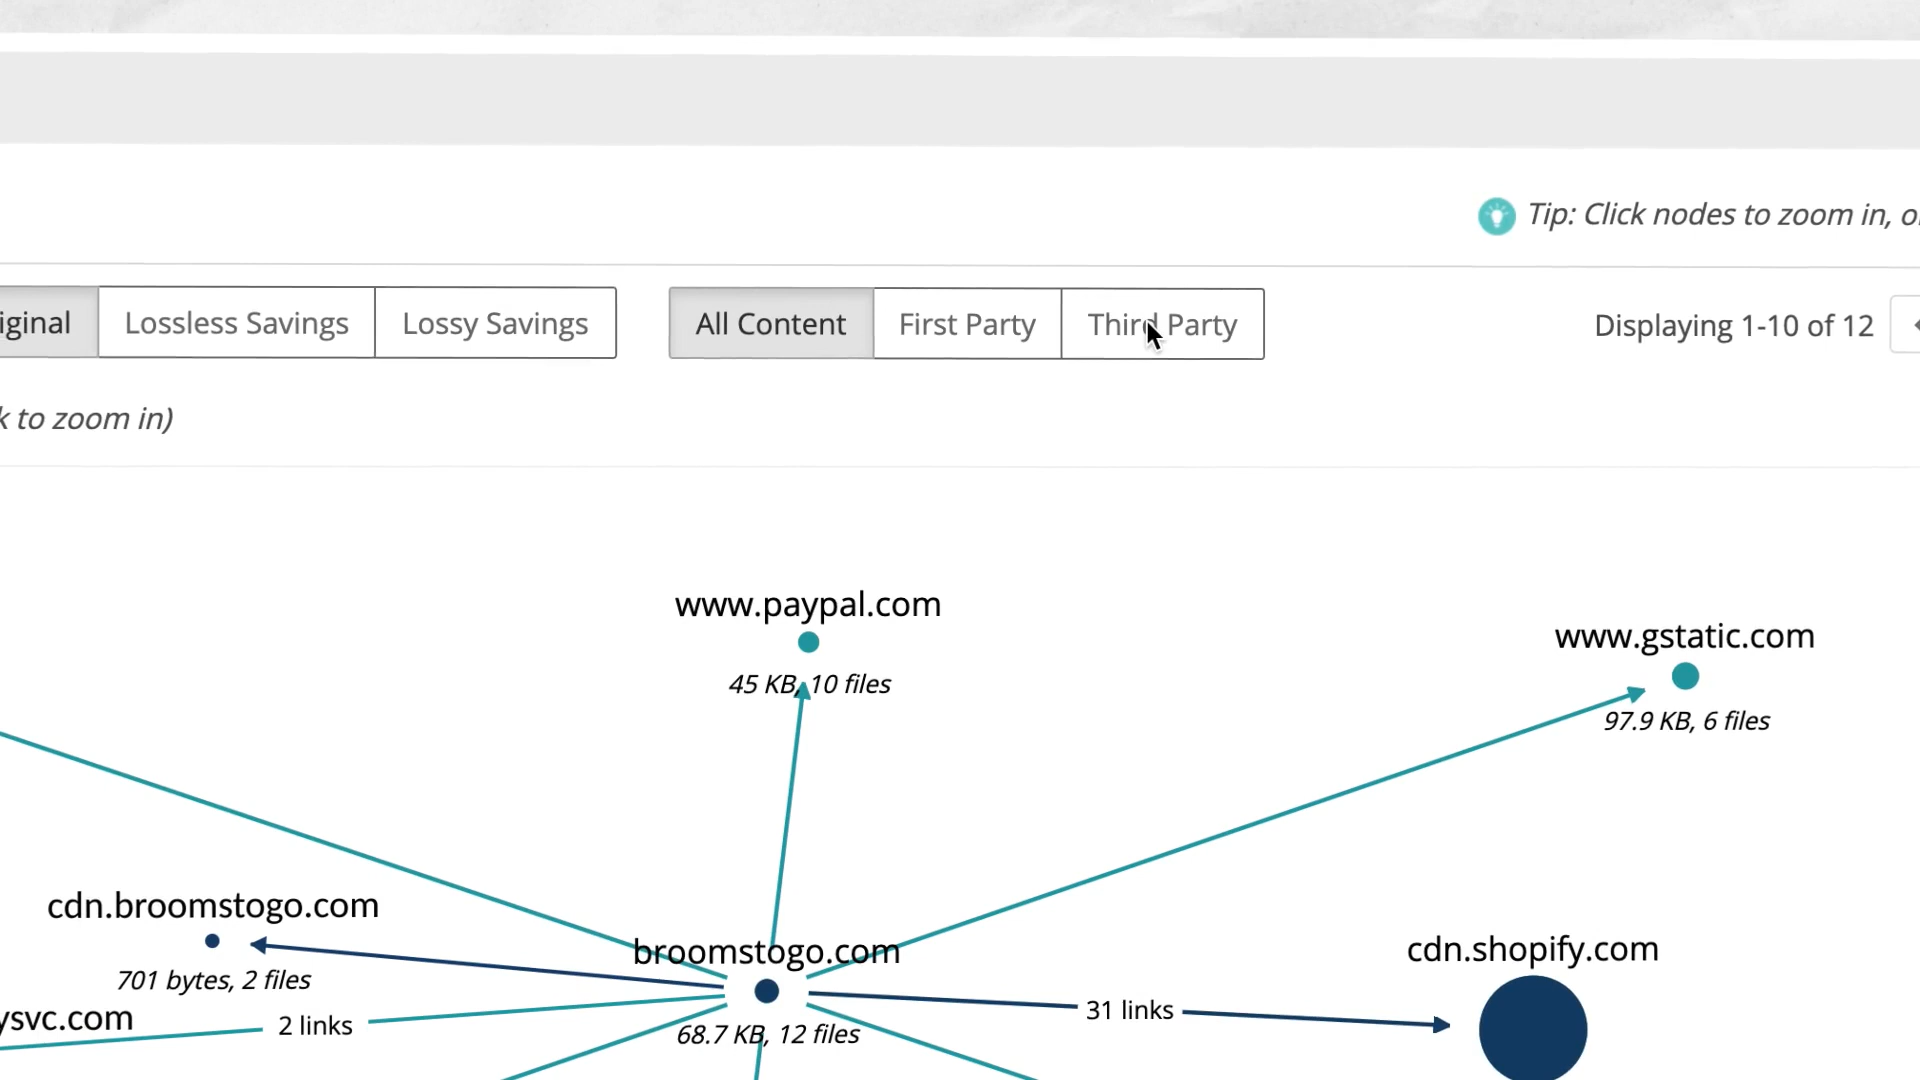 Tip: Click nodes to zoom in,
Lossless Savings
Lossy Savings
All Content
First Party
Third Party
Displaying 1-10 of 12
to zoom in)
www.paypal.com
45 KB, 10 files
www.gstatic.com
97.9 KB, 6 files
cdn.broomstogo.com
701 bytes, 2 files
broomstogo.com
68.7 KB, 12 files
cdn.shopify.com
31 links
2 links